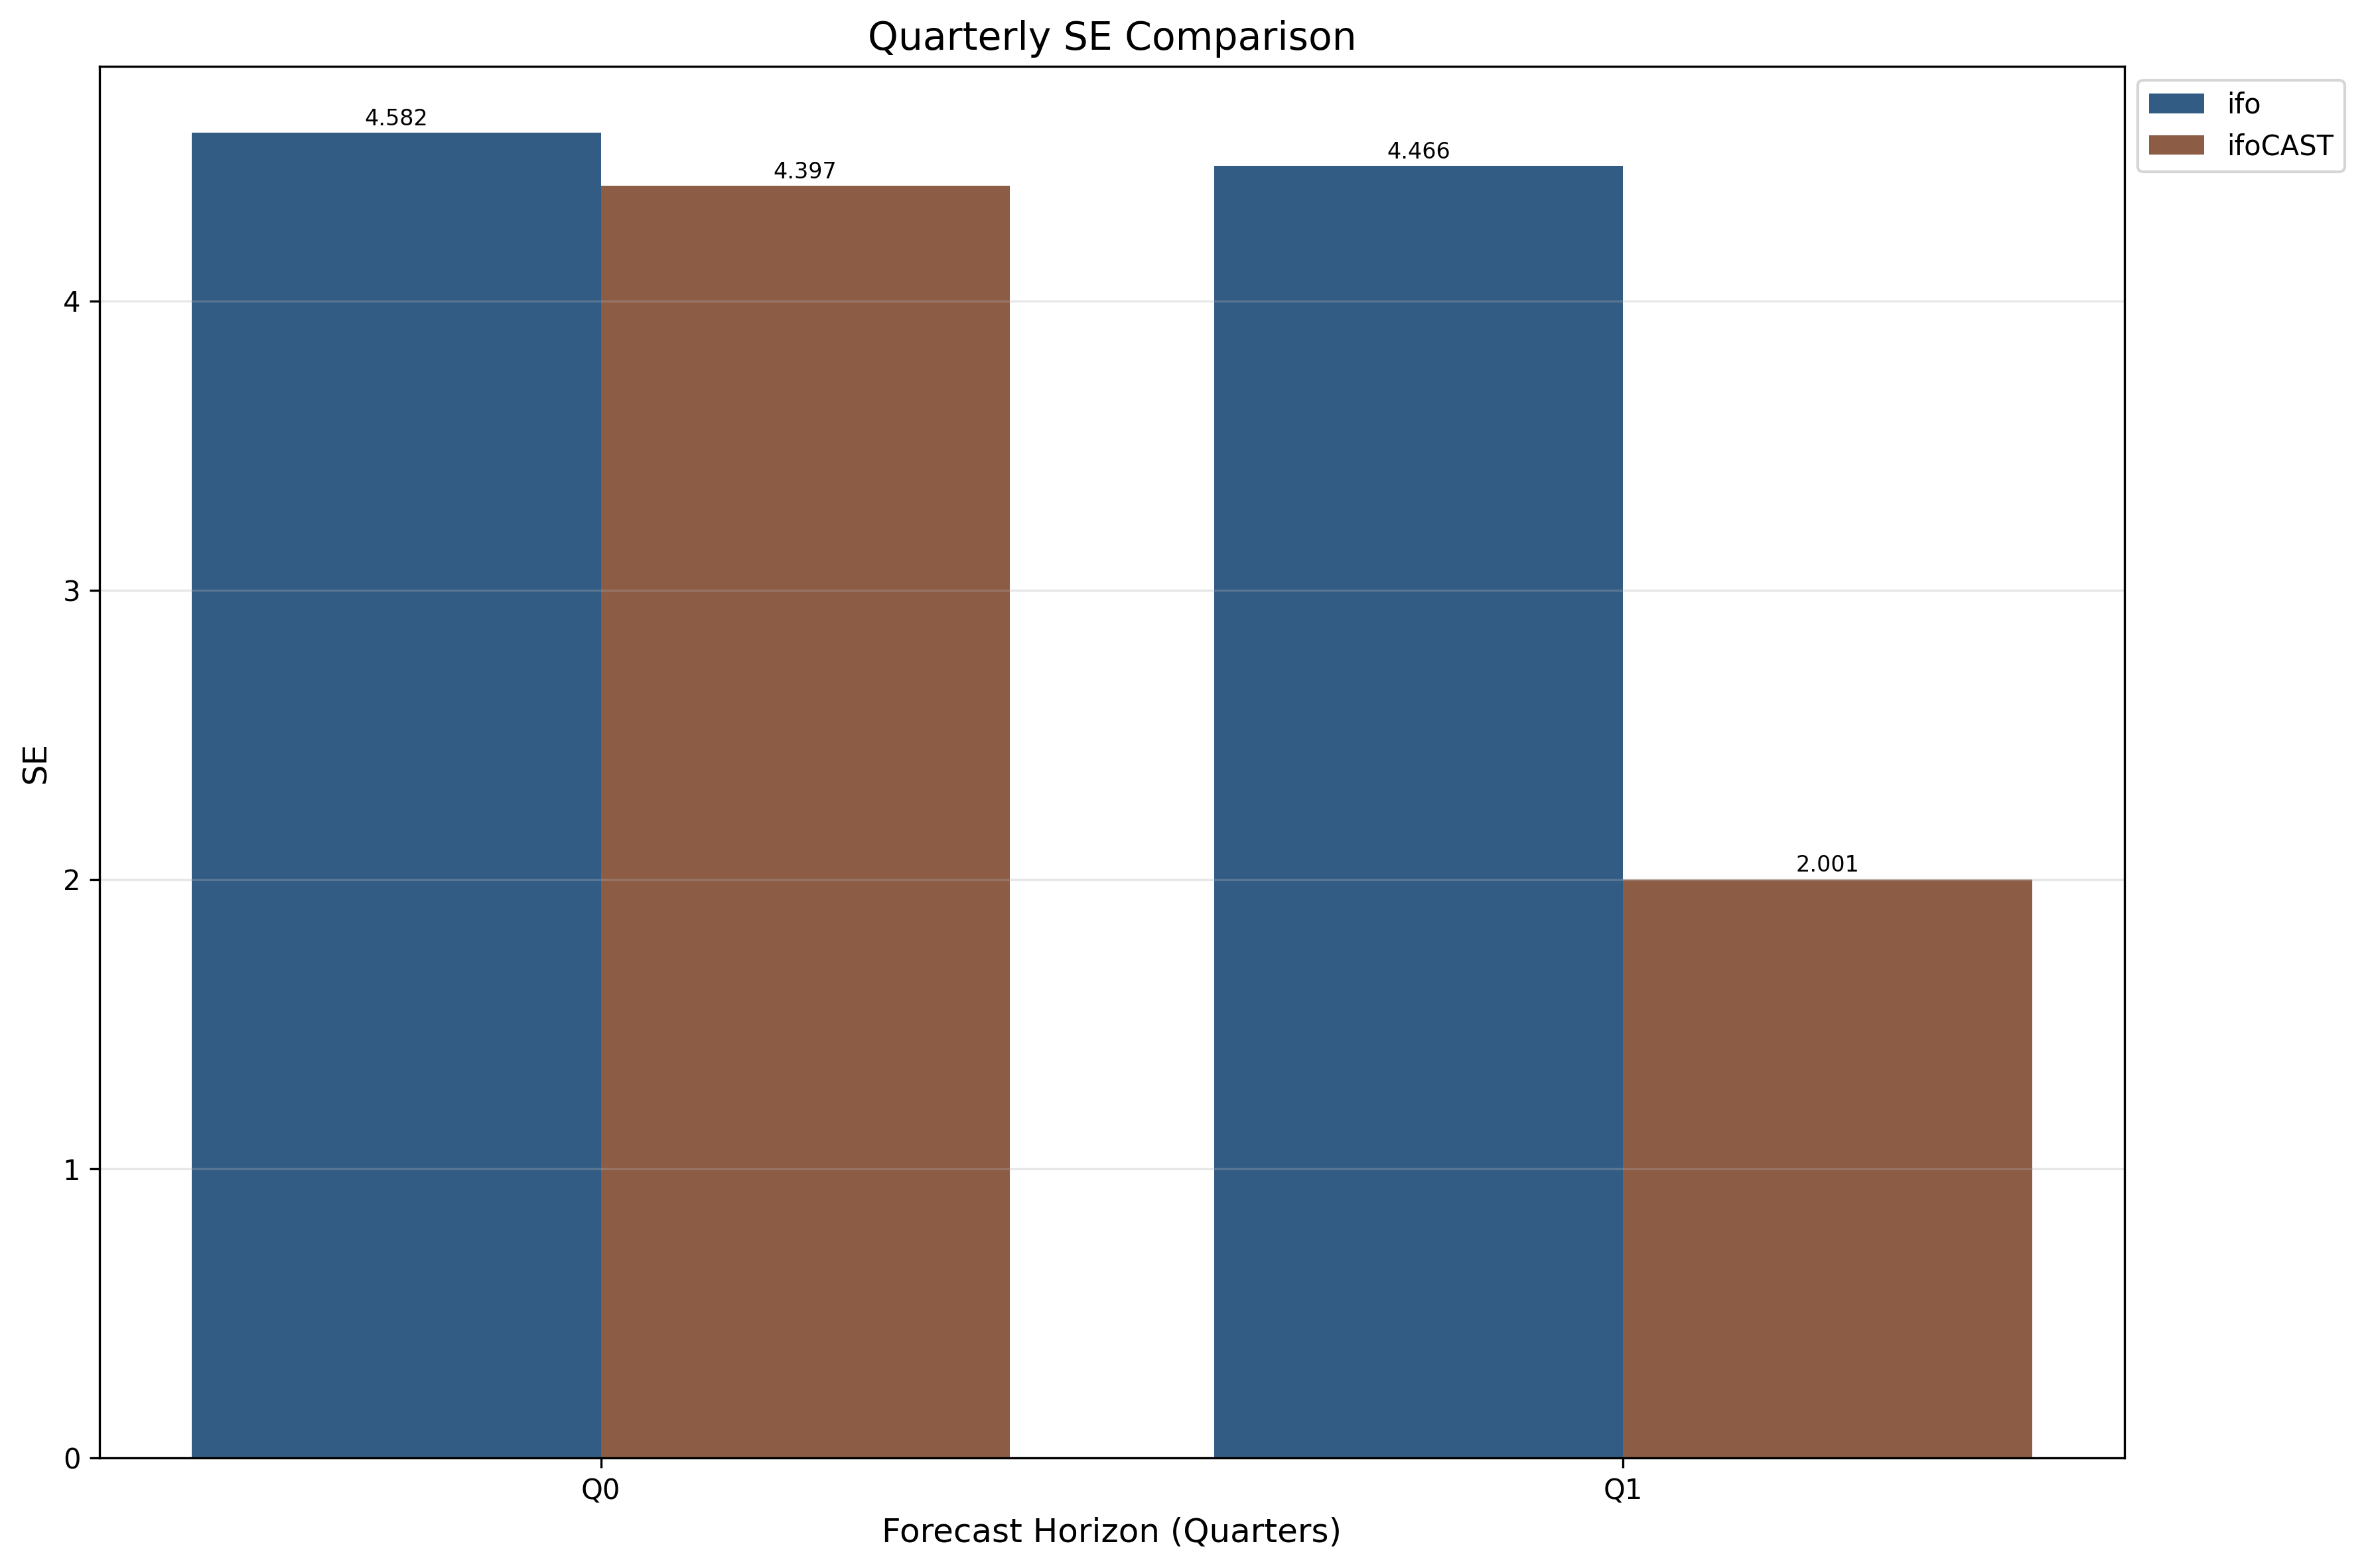 Quarterly SE Comparison
ifo
ifoCAST
4.582
4.397
4.466
2.001
4
3
2
1
0
SE
Q0
Q1
Forecast Horizon (Quarters)